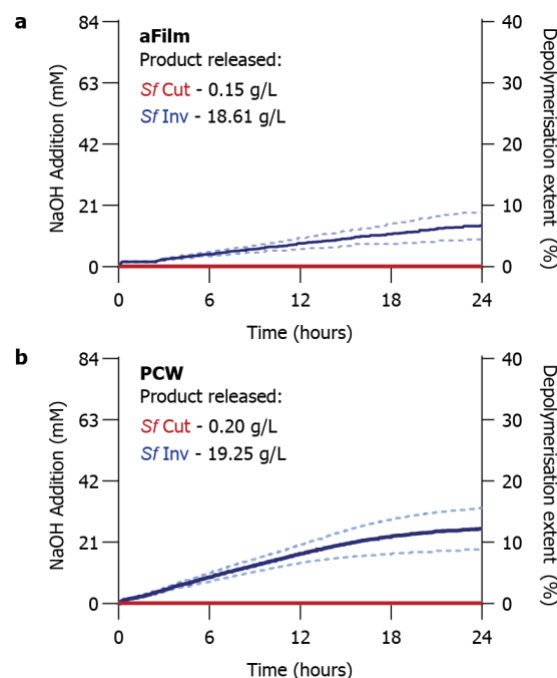 a
aFilm
Product released:
Sf Cut - 0.15 g/L
Sf Inv - 18.61 g/L
NaOH Addition (mM)
84
63
42
21
0
Depolymerisation extent (%)
40
30
20
10
0
0 6 12 18 24
Time (hours)
b
PCW
Product released:
Sf Cut - 0.20 g/L
Sf Inv - 19.25 g/L
NaOH Addition (mM)
84
63
42
21
0
Depolymerisation extent (%)
40
30
20
10
0
0 6 12 18 24
Time (hours)